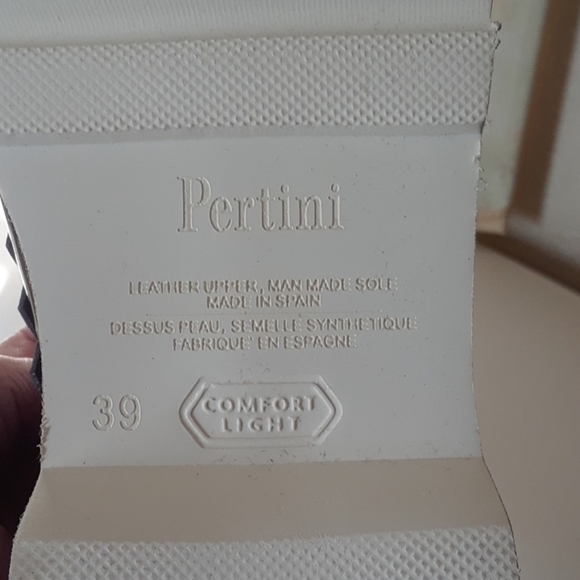 Pertini
LEATHER UPPER, MAN MADE SOLE
MADE IN SPAIN
DESSUS PEAU, SEMELLE SYNTHETIQUE
FABRIQUE' EN ESPAGNE
39
COMFORT
LIGHT